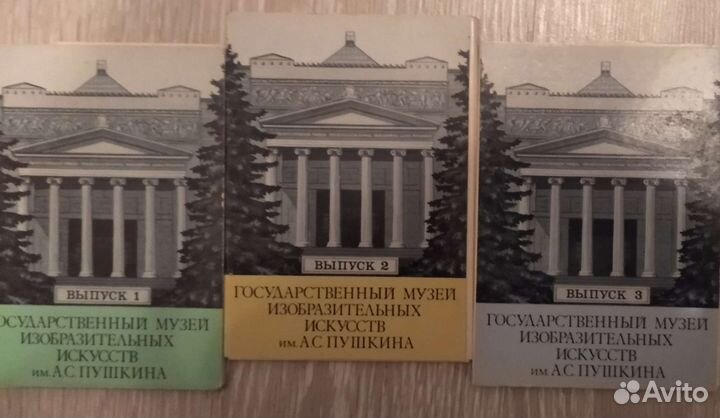 ВЫПУСК 1
ОСУДАРСТВЕННЫЙ МУЗЕЙ
ИЗОБРАЗИТЕЛЬНЫХ
ИСКУССТВ
ИМ. А.С. ПУШКИНА
ВЫПУСК 2
ГОСУДАРСТВЕННЫЙ МУЗЕЙ
ИЗОБРАЗИТЕЛЬНЫХ
ИСКУССТВ
ИМ. А.С. ПУШКИНА
ВЫПУСК 3
ГОСУДАРСТВЕННЫЙ МУЗЕЙ
ИЗОБРАЗИТЕЛЬНЫХ
ИСКУССТВ
ИМ. А.С. ПУШКИНА
Avito